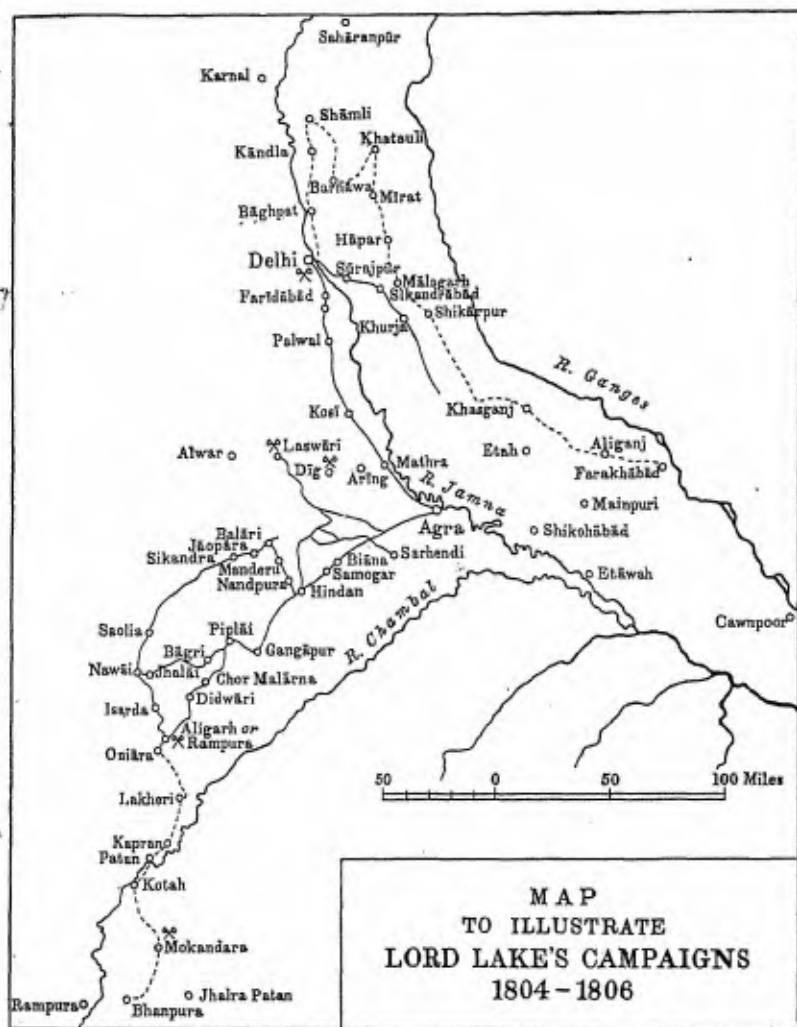 Sahāranpūr
Karnal
Shāmli
Khatauli
Kāndla
Barnāwa
Mīrat
Bāghpat
Hāpar
Delhi
Sūrajpūr
Mālagarh
Sikandrābād
Farīdābād
Shikārpur
Khurja
Palwal
R. Ganges
Kosī
Khasganj
Alwar
Laswāri
Etah
Aliganj
Dīg
Āring
Mathra
Farakhābād
R. Jamna
Mainpuri
Agra
Shikohābād
Balāri
Jāopāra
Sikandra
Manderu
Nandpura
Biāna
Sarhendi
Samogar
Hindan
Etāwah
R. Chambal
Cawnpoor
Saolia
Piplāi
Bāgri
Gangāpur
Nawāi
Jhalāi
Chor Malārna
Isarda
Didwāri
Aligarh or
Rampura
Oniāra
50 0 50 100 Miles
Lakheri
Kapran
Patan
Kotah
MAP
TO ILLUSTRATE
LORD LAKE'S CAMPAIGNS
1804–1806
Mokandara
Rampura
Bhanpura
Jhalra Patan